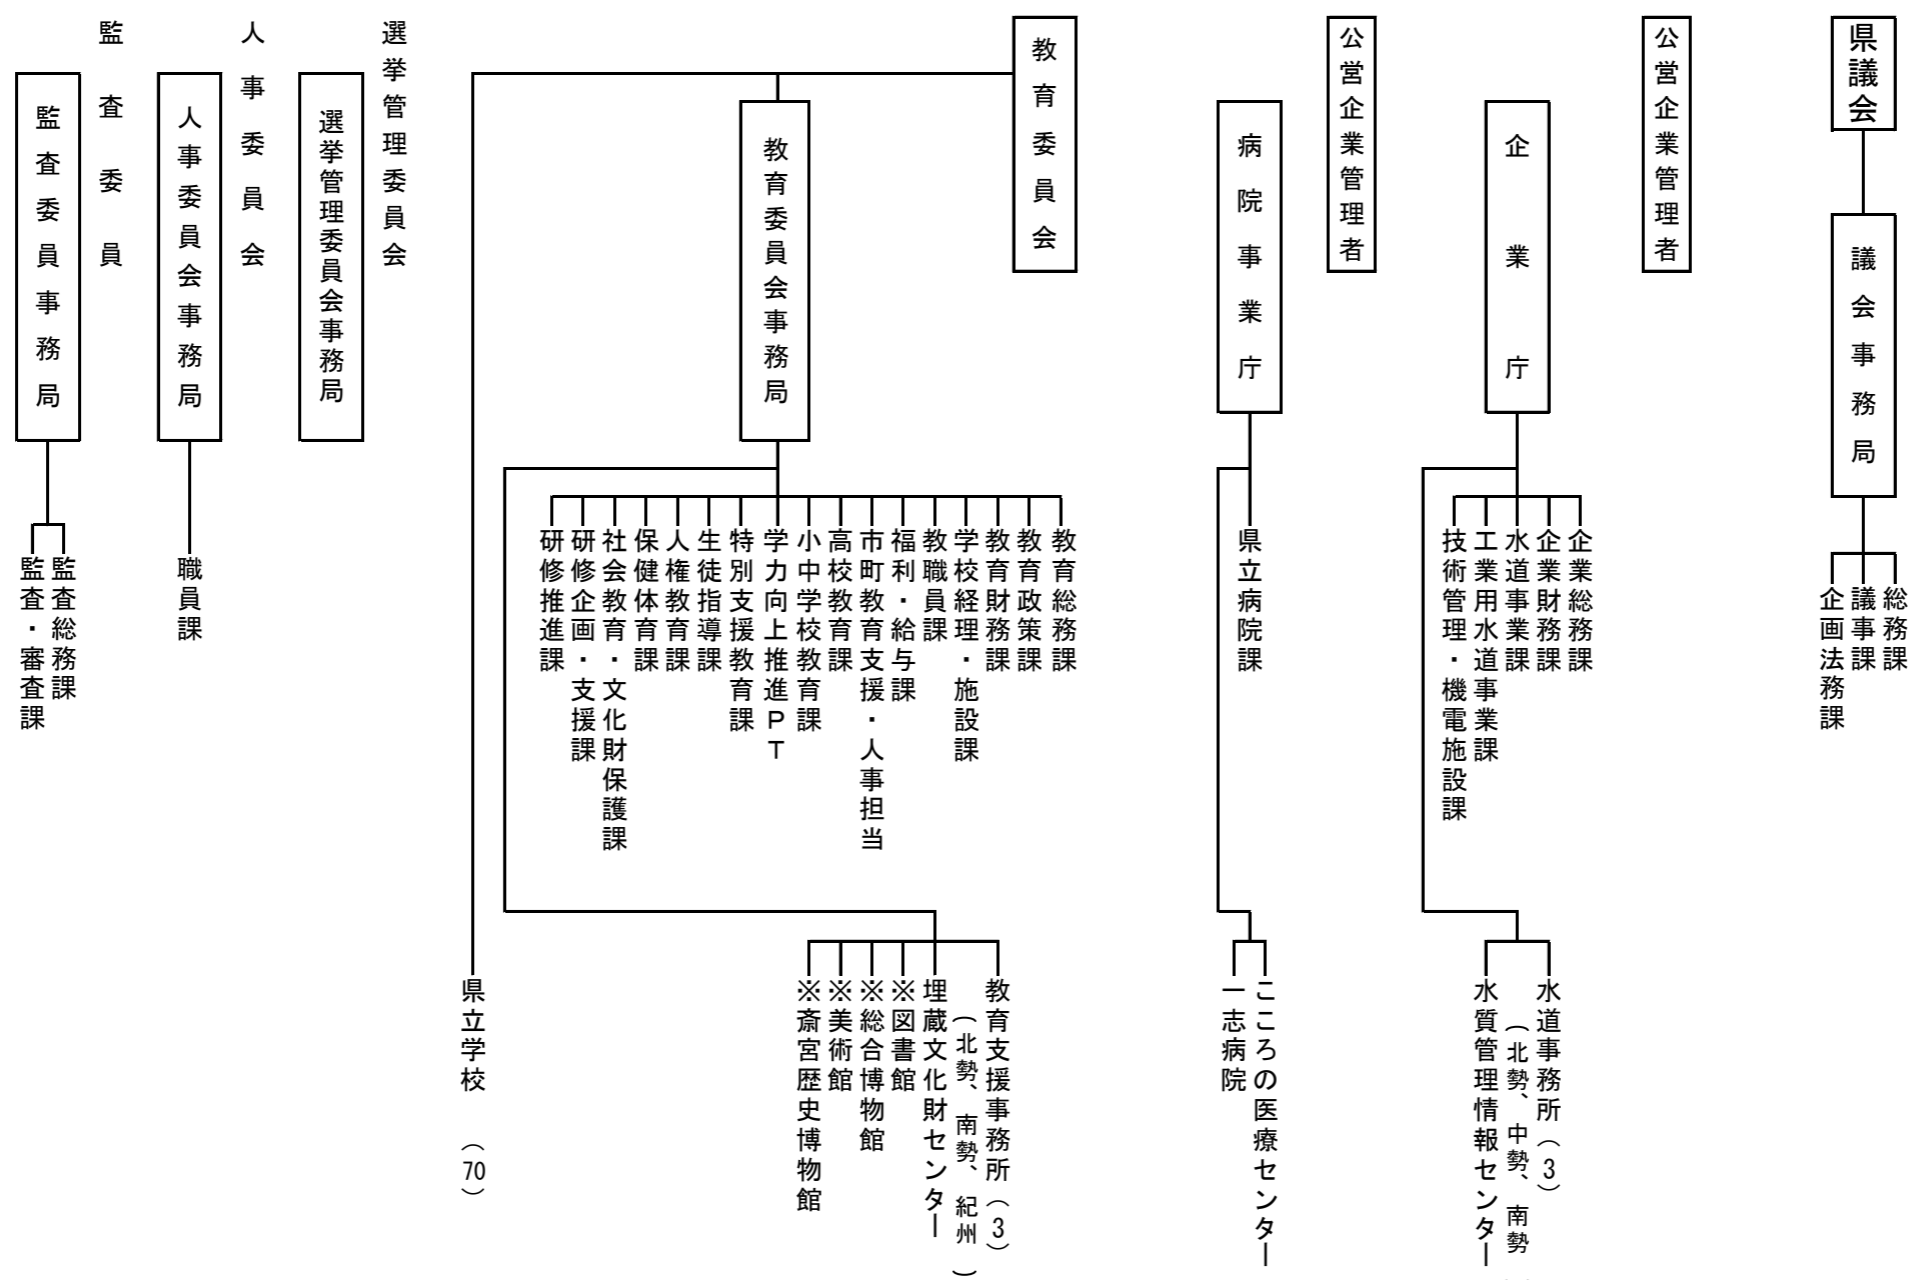 県議会
議会事務局
総務課
議事課
企画法務課
公営企業管理者
企業庁
企業総務課
企業財務課
水道事業課
工業用水道事業課
技術管理・機電施設課
水道事務所（3）
（北勢、中勢、南勢
水質管理情報センター
公営企業管理者
病院事業庁
県立病院課
こころの医療センター
一志病院
教育委員会
教育委員会事務局
教育総務課
教育政策課
教育財務課
学校経理・施設課
教職員課
福利・給与課
市町教育支援・人事担当
高校教育課
小中学校教育課
学力向上推進ＰＴ
特別支援教育課
生徒指導課
人権教育課
保健体育課
社会教育・文化財保護課
研修企画・支援課
研修推進課
教育支援事務所（3）
（北勢、南勢、紀州）
埋蔵文化財センター
※図書館
※総合博物館
※美術館
※斎宮歴史博物館
県立学校（70）
選挙管理委員会
選挙管理委員会事務局
人事委員会
人事委員会事務局
職員課
監査委員
監査委員事務局
監査総務課
監査・審査課